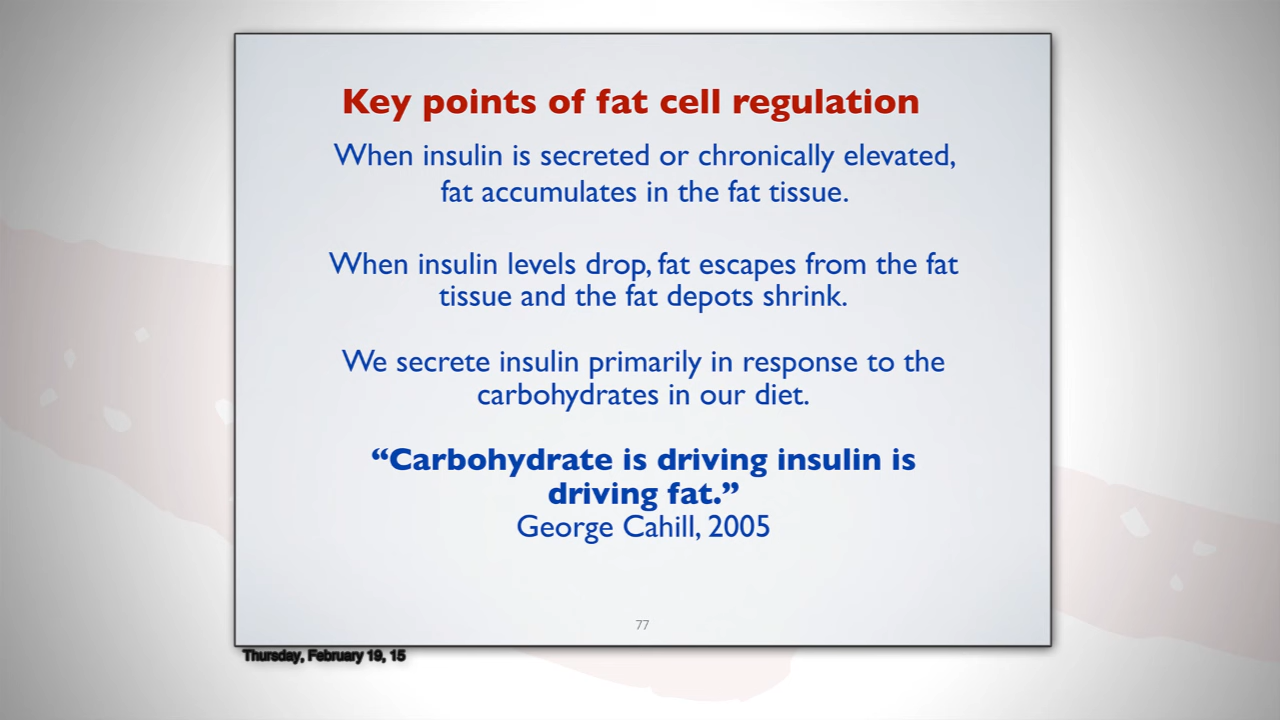 Key points of fat cell regulation
When insulin is secreted or chronically elevated,
fat accumulates in the fat tissue.
When insulin levels drop, fat escapes from the fat
tissue and the fat depots shrink.
We secrete insulin primarily in response to the
carbohydrates in our diet.
“Carbohydrate is driving insulin is
driving fat.”
George Cahill, 2005
77
Thursday, February 19, 15